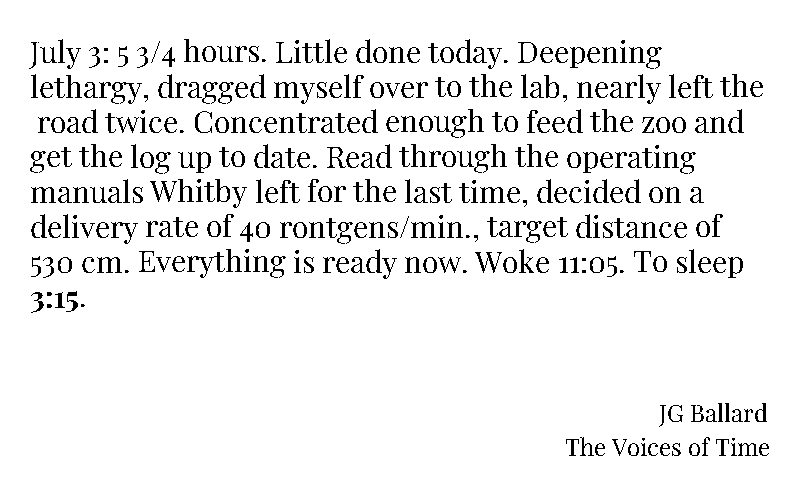 July 3: 5 3/4 hours. Little done today. Deepening
lethargy, dragged myself over to the lab, nearly left the
road twice. Concentrated enough to feed the zoo and
get the log up to date. Read through the operating
manuals Whitby left for the last time, decided on a
delivery rate of 40 rontgens/min., target distance of
530 cm. Everything is ready now. Woke 11:05. To sleep
3:15.
JG Ballard
The Voices of Time